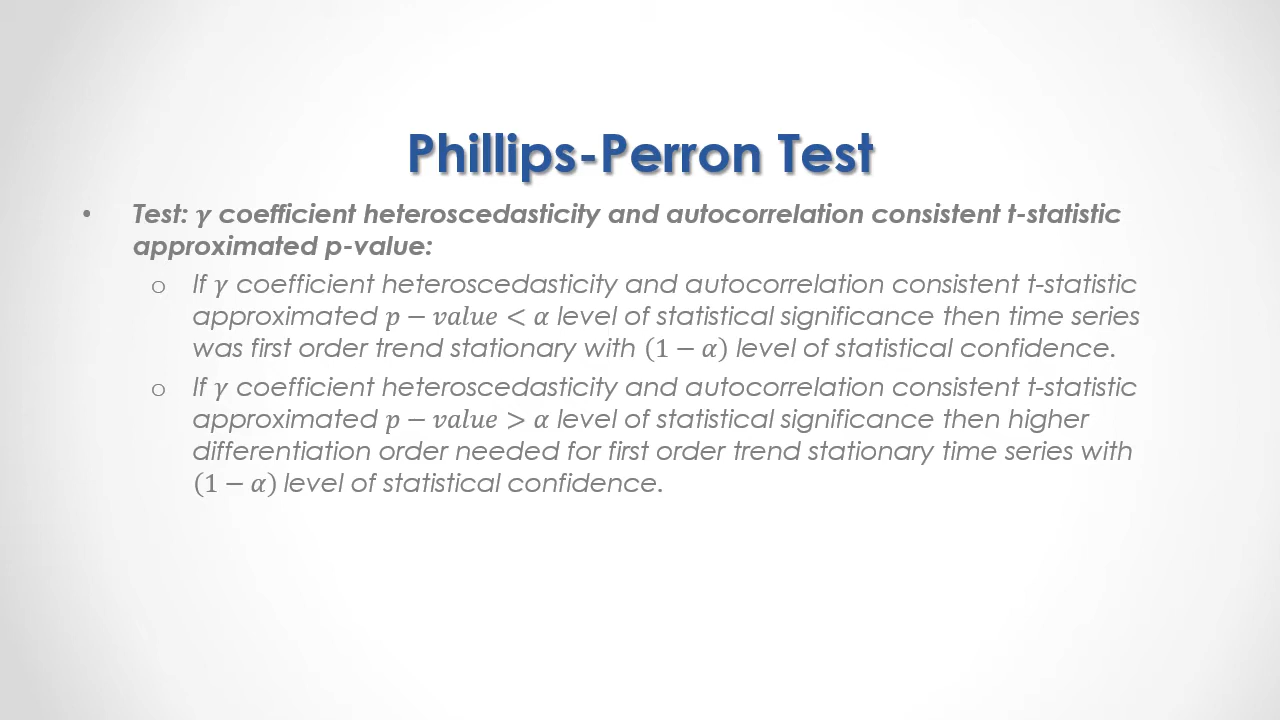 Phillips-Perron Test
• Test: γ coefficient heteroscedasticity and autocorrelation consistent t-statistic
approximated p-value:
o If γ coefficient heteroscedasticity and autocorrelation consistent t-statistic
approximated p − value < α level of statistical significance then time series
was first order trend stationary with (1 − α) level of statistical confidence.
o If γ coefficient heteroscedasticity and autocorrelation consistent t-statistic
approximated p − value > α level of statistical significance then higher
differentiation order needed for first order trend stationary time series with
(1 − α) level of statistical confidence.